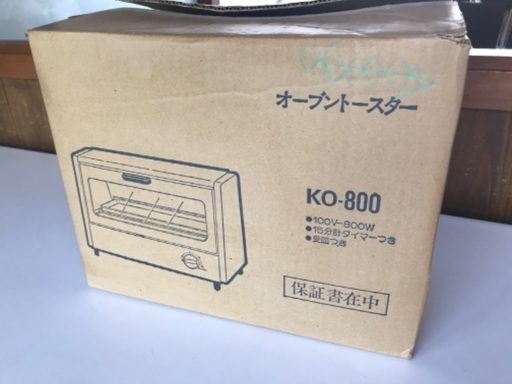 オーブントースター
KO-800
●100V-800W
●15分計タイマーつき
●受皿つき
保証書在中